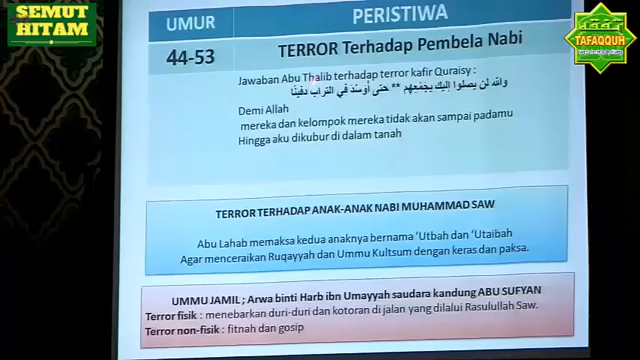 SEMUT
HITAM
TAFAQQUH
UMUR
PERISTIWA
44-53
TERROR Terhadap Pembela Nabi
Jawaban Abu Thalib terhadap terror kafir Quraisy :
والله لن يصلوا إليك بجمعهم ** حتى أوسد في التراب دفينا
Demi Allah
mereka dan kelompok mereka tidak akan sampai padamu
Hingga aku dikubur di dalam tanah
TERROR TERHADAP ANAK-ANAK NABI MUHAMMAD SAW
Abu Lahab memaksa kedua anaknya bernama ‘Utbah dan ‘Utaibah
Agar menceraikan Ruqayyah dan Ummu Kultsum dengan keras dan paksa.
UMMU JAMIL ; Arwa binti Harb ibn Umayyah saudara kandung ABU SUFYAN
Terror fisik : menebarkan duri-duri dan kotoran di jalan yang dilalui Rasulullah Saw.
Terror non-fisik : fitnah dan gosip